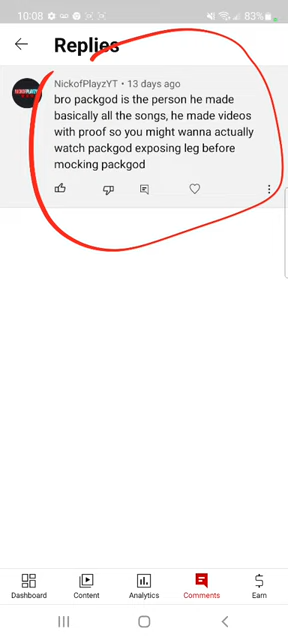 10:08 83%
Replies
NickofPlayzYT • 13 days ago
bro packgod is the person he made
basically all the songs, he made videos
with proof so you might wanna actually
watch packgod exposing leg before
mocking packgod
Dashboard Content Analytics Comments Earn